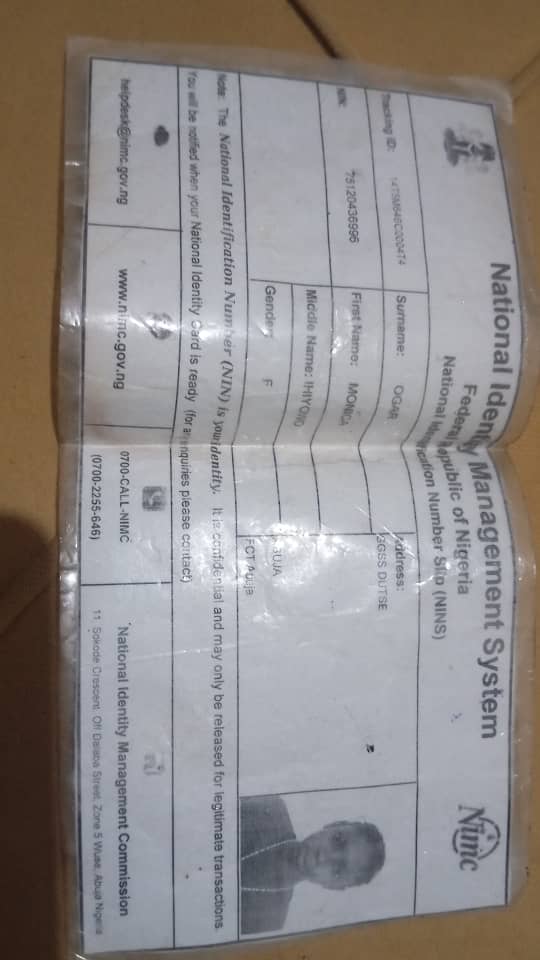 National Identity Management System
Federal Republic of Nigeria
National Identification Number Slip (NINS)
Nimc
Tracking ID:
Surname: OGAR
Address:
GGSS DUTSE
NIN: 75120436996
First Name: MONICA
Middle Name:
Gender: F
ABUJA
FCT Abuja
Note: The National Identification Number (NIN) is your identity. It is confidential and may only be released for legitimate transactions.
You will be notified when your National Identity Card is ready (for any enquiries please contact)
helpdesk@nimc.gov.ng
www.nimc.gov.ng
0700-CALL-NIMC
(0700-2255-646)
National Identity Management Commission
11, Sokode Crescent, Off Dalaba Street, Zone 5 Wuse, Abuja Nigeria